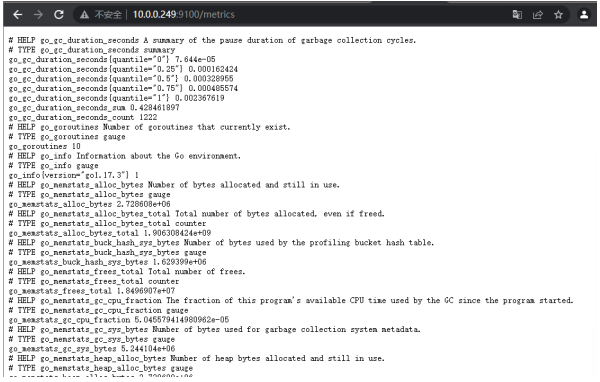 不安全 | 10.0.0.249:9100/metrics
# HELP go_gc_duration_seconds A summary of the pause duration of garbage collection cycles.
# TYPE go_gc_duration_seconds summary
go_gc_duration_seconds{quantile="0"} 7.644e-05
go_gc_duration_seconds{quantile="0.25"} 0.000162424
go_gc_duration_seconds{quantile="0.5"} 0.000328955
go_gc_duration_seconds{quantile="0.75"} 0.000485574
go_gc_duration_seconds{quantile="1"} 0.002367619
go_gc_duration_seconds_sum 0.428461897
go_gc_duration_seconds_count 1222
# HELP go_goroutines Number of goroutines that currently exist.
# TYPE go_goroutines gauge
go_goroutines 10
# HELP go_info Information about the Go environment.
# TYPE go_info gauge
go_info{version="go1.17.3"} 1
# HELP go_memstats_alloc_bytes Number of bytes allocated and still in use.
# TYPE go_memstats_alloc_bytes gauge
go_memstats_alloc_bytes 2.728608e+06
# HELP go_memstats_alloc_bytes_total Total number of bytes allocated, even if freed.
# TYPE go_memstats_alloc_bytes_total counter
go_memstats_alloc_bytes_total 1.906308424e+09
# HELP go_memstats_buck_hash_sys_bytes Number of bytes used by the profiling bucket hash table.
# TYPE go_memstats_buck_hash_sys_bytes gauge
go_memstats_buck_hash_sys_bytes 1.629399e+06
# HELP go_memstats_frees_total Total number of frees.
# TYPE go_memstats_frees_total counter
go_memstats_frees_total 1.8496907e+07
# HELP go_memstats_gc_cpu_fraction The fraction of this program's available CPU time used by the GC since the program started.
# TYPE go_memstats_gc_cpu_fraction gauge
go_memstats_gc_cpu_fraction 5.045579414980962e-05
# HELP go_memstats_gc_sys_bytes Number of bytes used for garbage collection system metadata.
# TYPE go_memstats_gc_sys_bytes gauge
go_memstats_gc_sys_bytes 5.244104e+06
# HELP go_memstats_heap_alloc_bytes Number of heap bytes allocated and still in use.
# TYPE go_memstats_heap_alloc_bytes gauge
go_memstats_heap_alloc_bytes 2.728608e+06